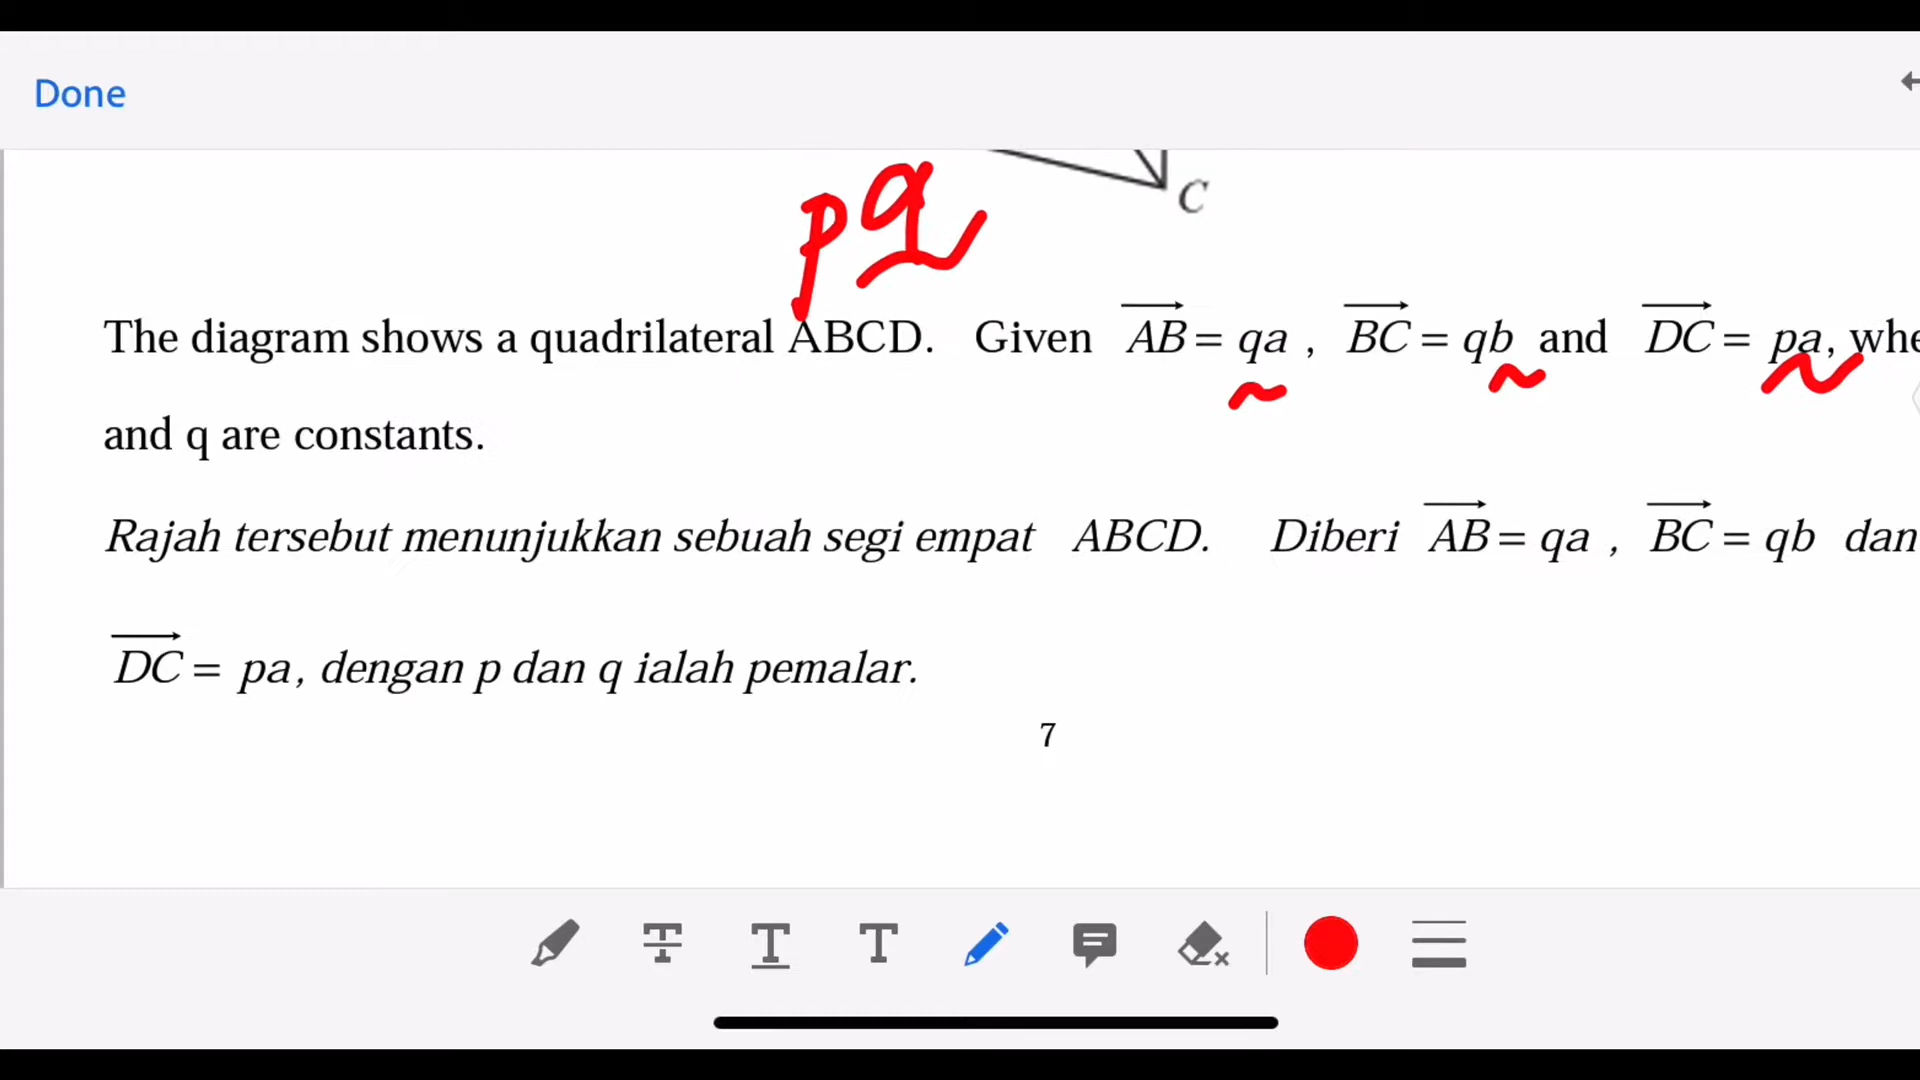 Done
C
pa
The diagram shows a quadrilateral ABCD. Given AB = qa , BC = qb and DC = pa, whe
and q are constants.
Rajah tersebut menunjukkan sebuah segi empat ABCD. Diberi AB = qa , BC = qb dan
DC = pa, dengan p dan q ialah pemalar.
7